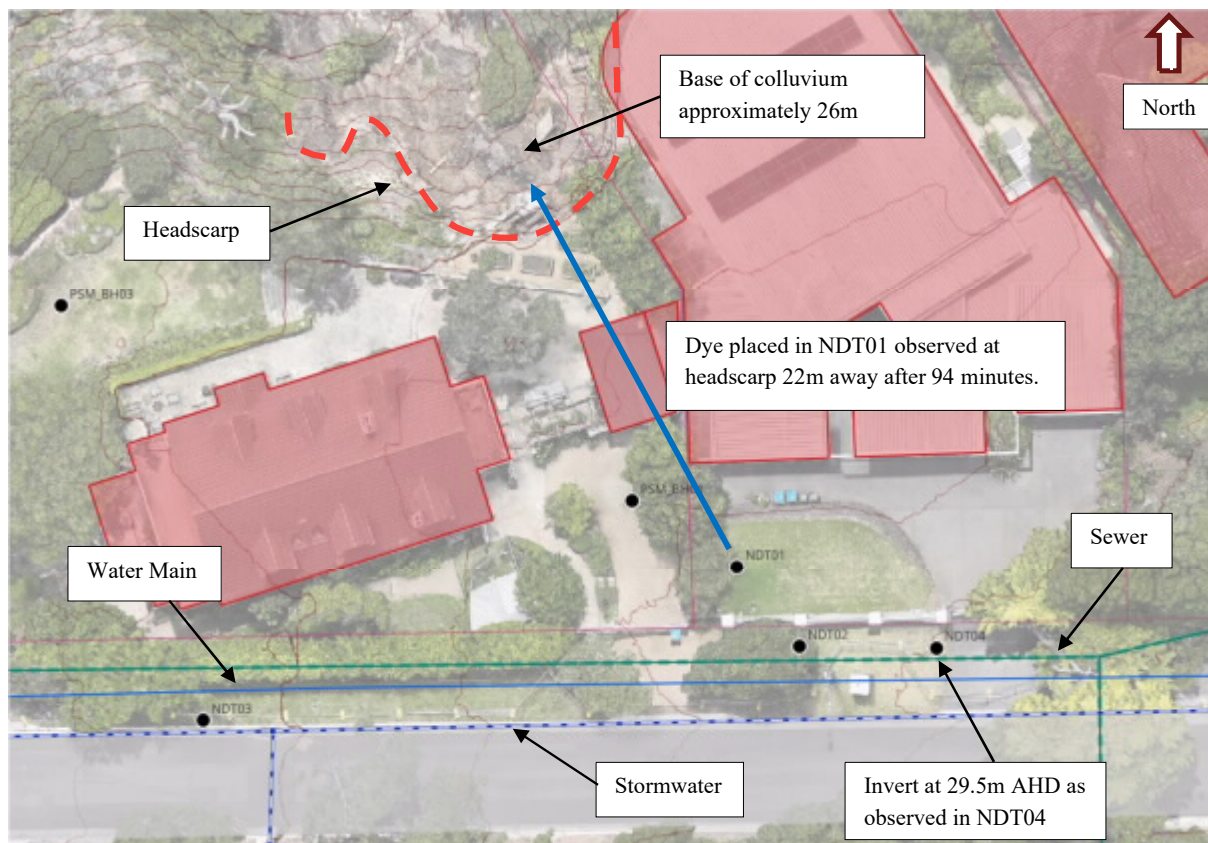 Base of colluvium
approximately 26m
North
Headscarp
PSM_BH03
Dye placed in NDT01 observed at
headscarp 22m away after 94 minutes.
NDT01
Sewer
Water Main
NDT02
NDT04
NDT03
Stormwater
Invert at 29.5m AHD as
observed in NDT04